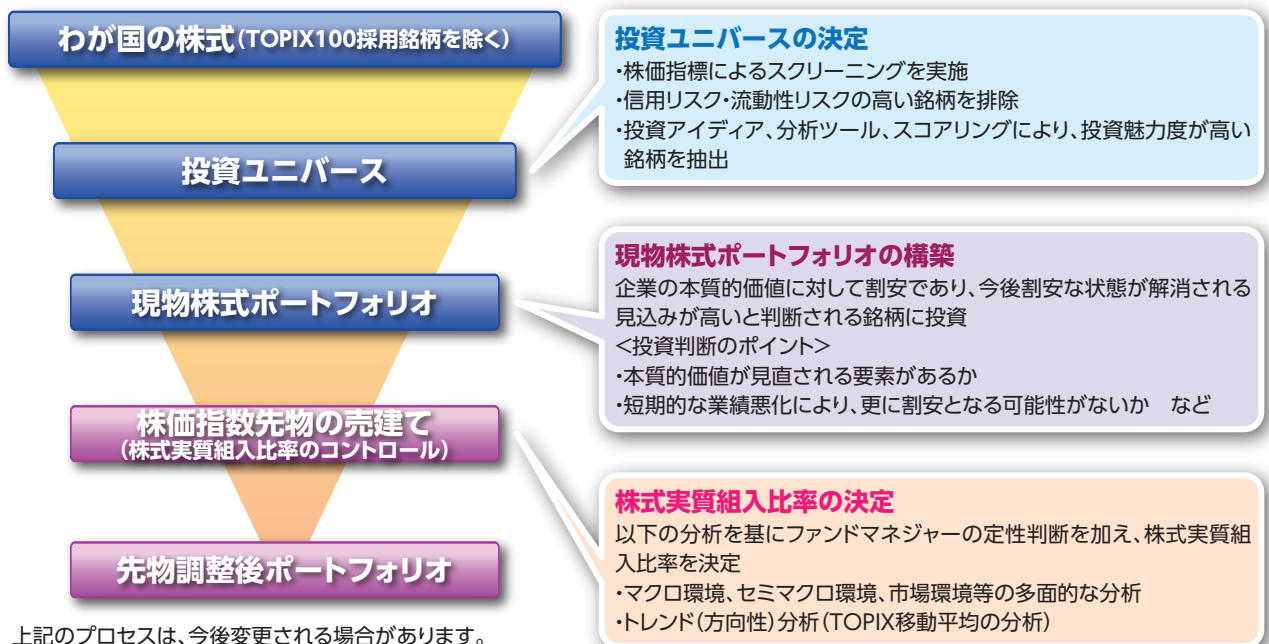 わが国の株式(TOPIX100採用銘柄を除く)
投資ユニバース
現物株式ポートフォリオ
株価指数先物の売建て
(株式実質組入比率のコントロール)
先物調整後ポートフォリオ
上記のプロセスは、今後変更される場合があります。
投資ユニバースの決定
・株価指標によるスクリーニングを実施
・信用リスク・流動性リスクの高い銘柄を排除
・投資アイディア、分析ツール、スコアリングにより、投資魅力度が高い
銘柄を抽出
現物株式ポートフォリオの構築
企業の本質的価値に対して割安であり、今後割安な状態が解消される
見込みが高いと判断される銘柄に投資
<投資判断のポイント>
・本質的価値が見直される要素があるか
・短期的な業績悪化により、更に割安となる可能性がないか　など
株式実質組入比率の決定
以下の分析を基にファンドマネジャーの定性判断を加え、株式実質組
入比率を決定
・マクロ環境、セミマクロ環境、市場環境等の多面的な分析
・トレンド(方向性)分析(TOPIX移動平均の分析)